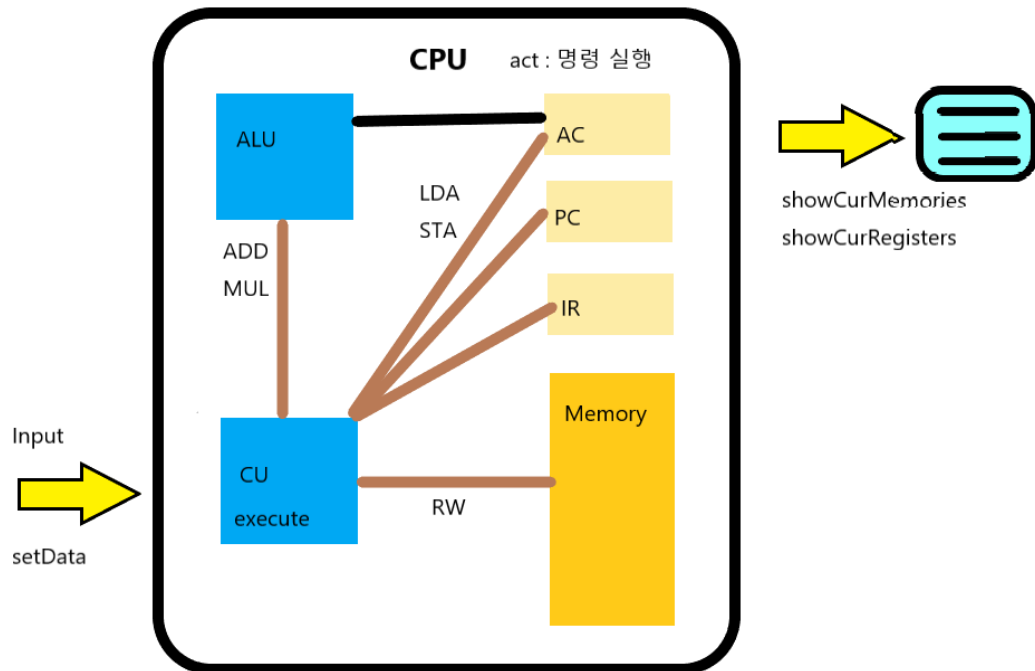 CPU
act : 명령 실행
ALU
AC
LDA
STA
PC
ADD
MUL
IR
Memory
CU
execute
RW
Input
setData
showCurMemories
showCurRegisters